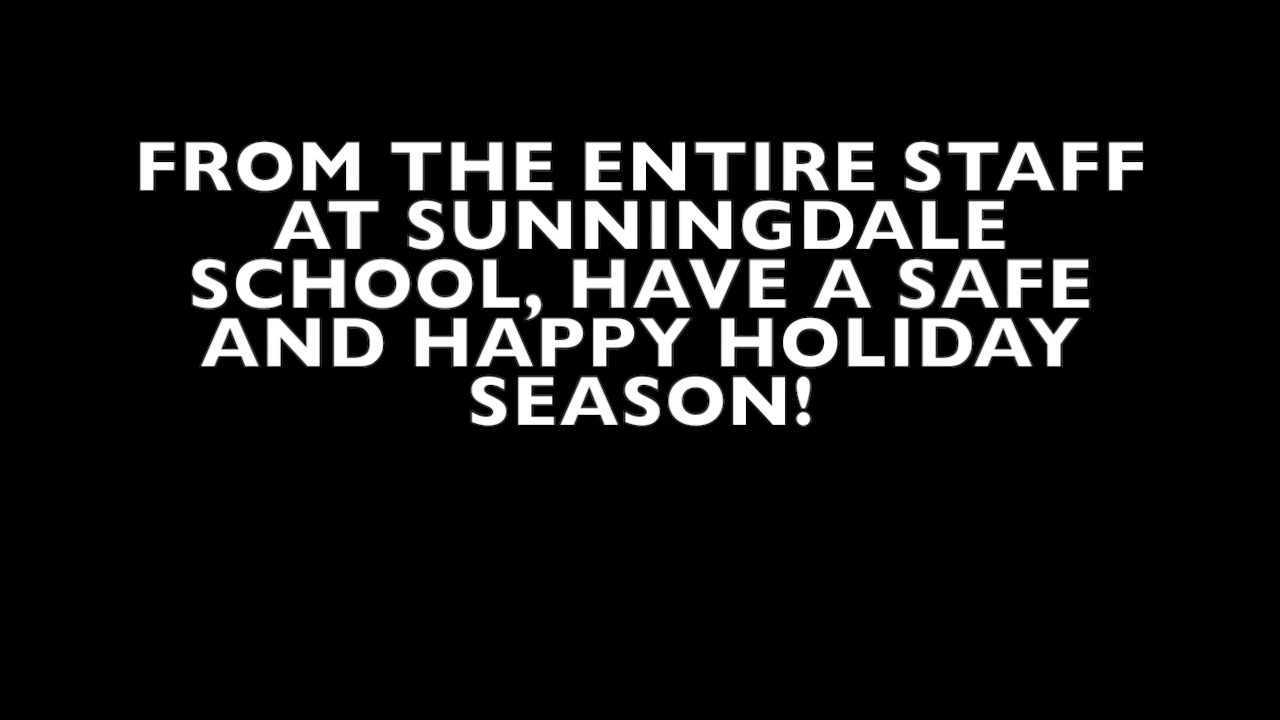 FROM THE ENTIRE STAFF
AT SUNNINGDALE
SCHOOL, HAVE A SAFE
AND HAPPY HOLIDAY
SEASON!